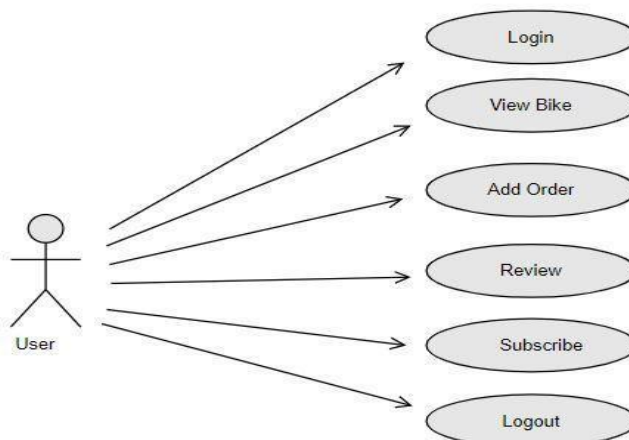 Login
View Bike
Add Order
Review
User
Subscribe
Logout